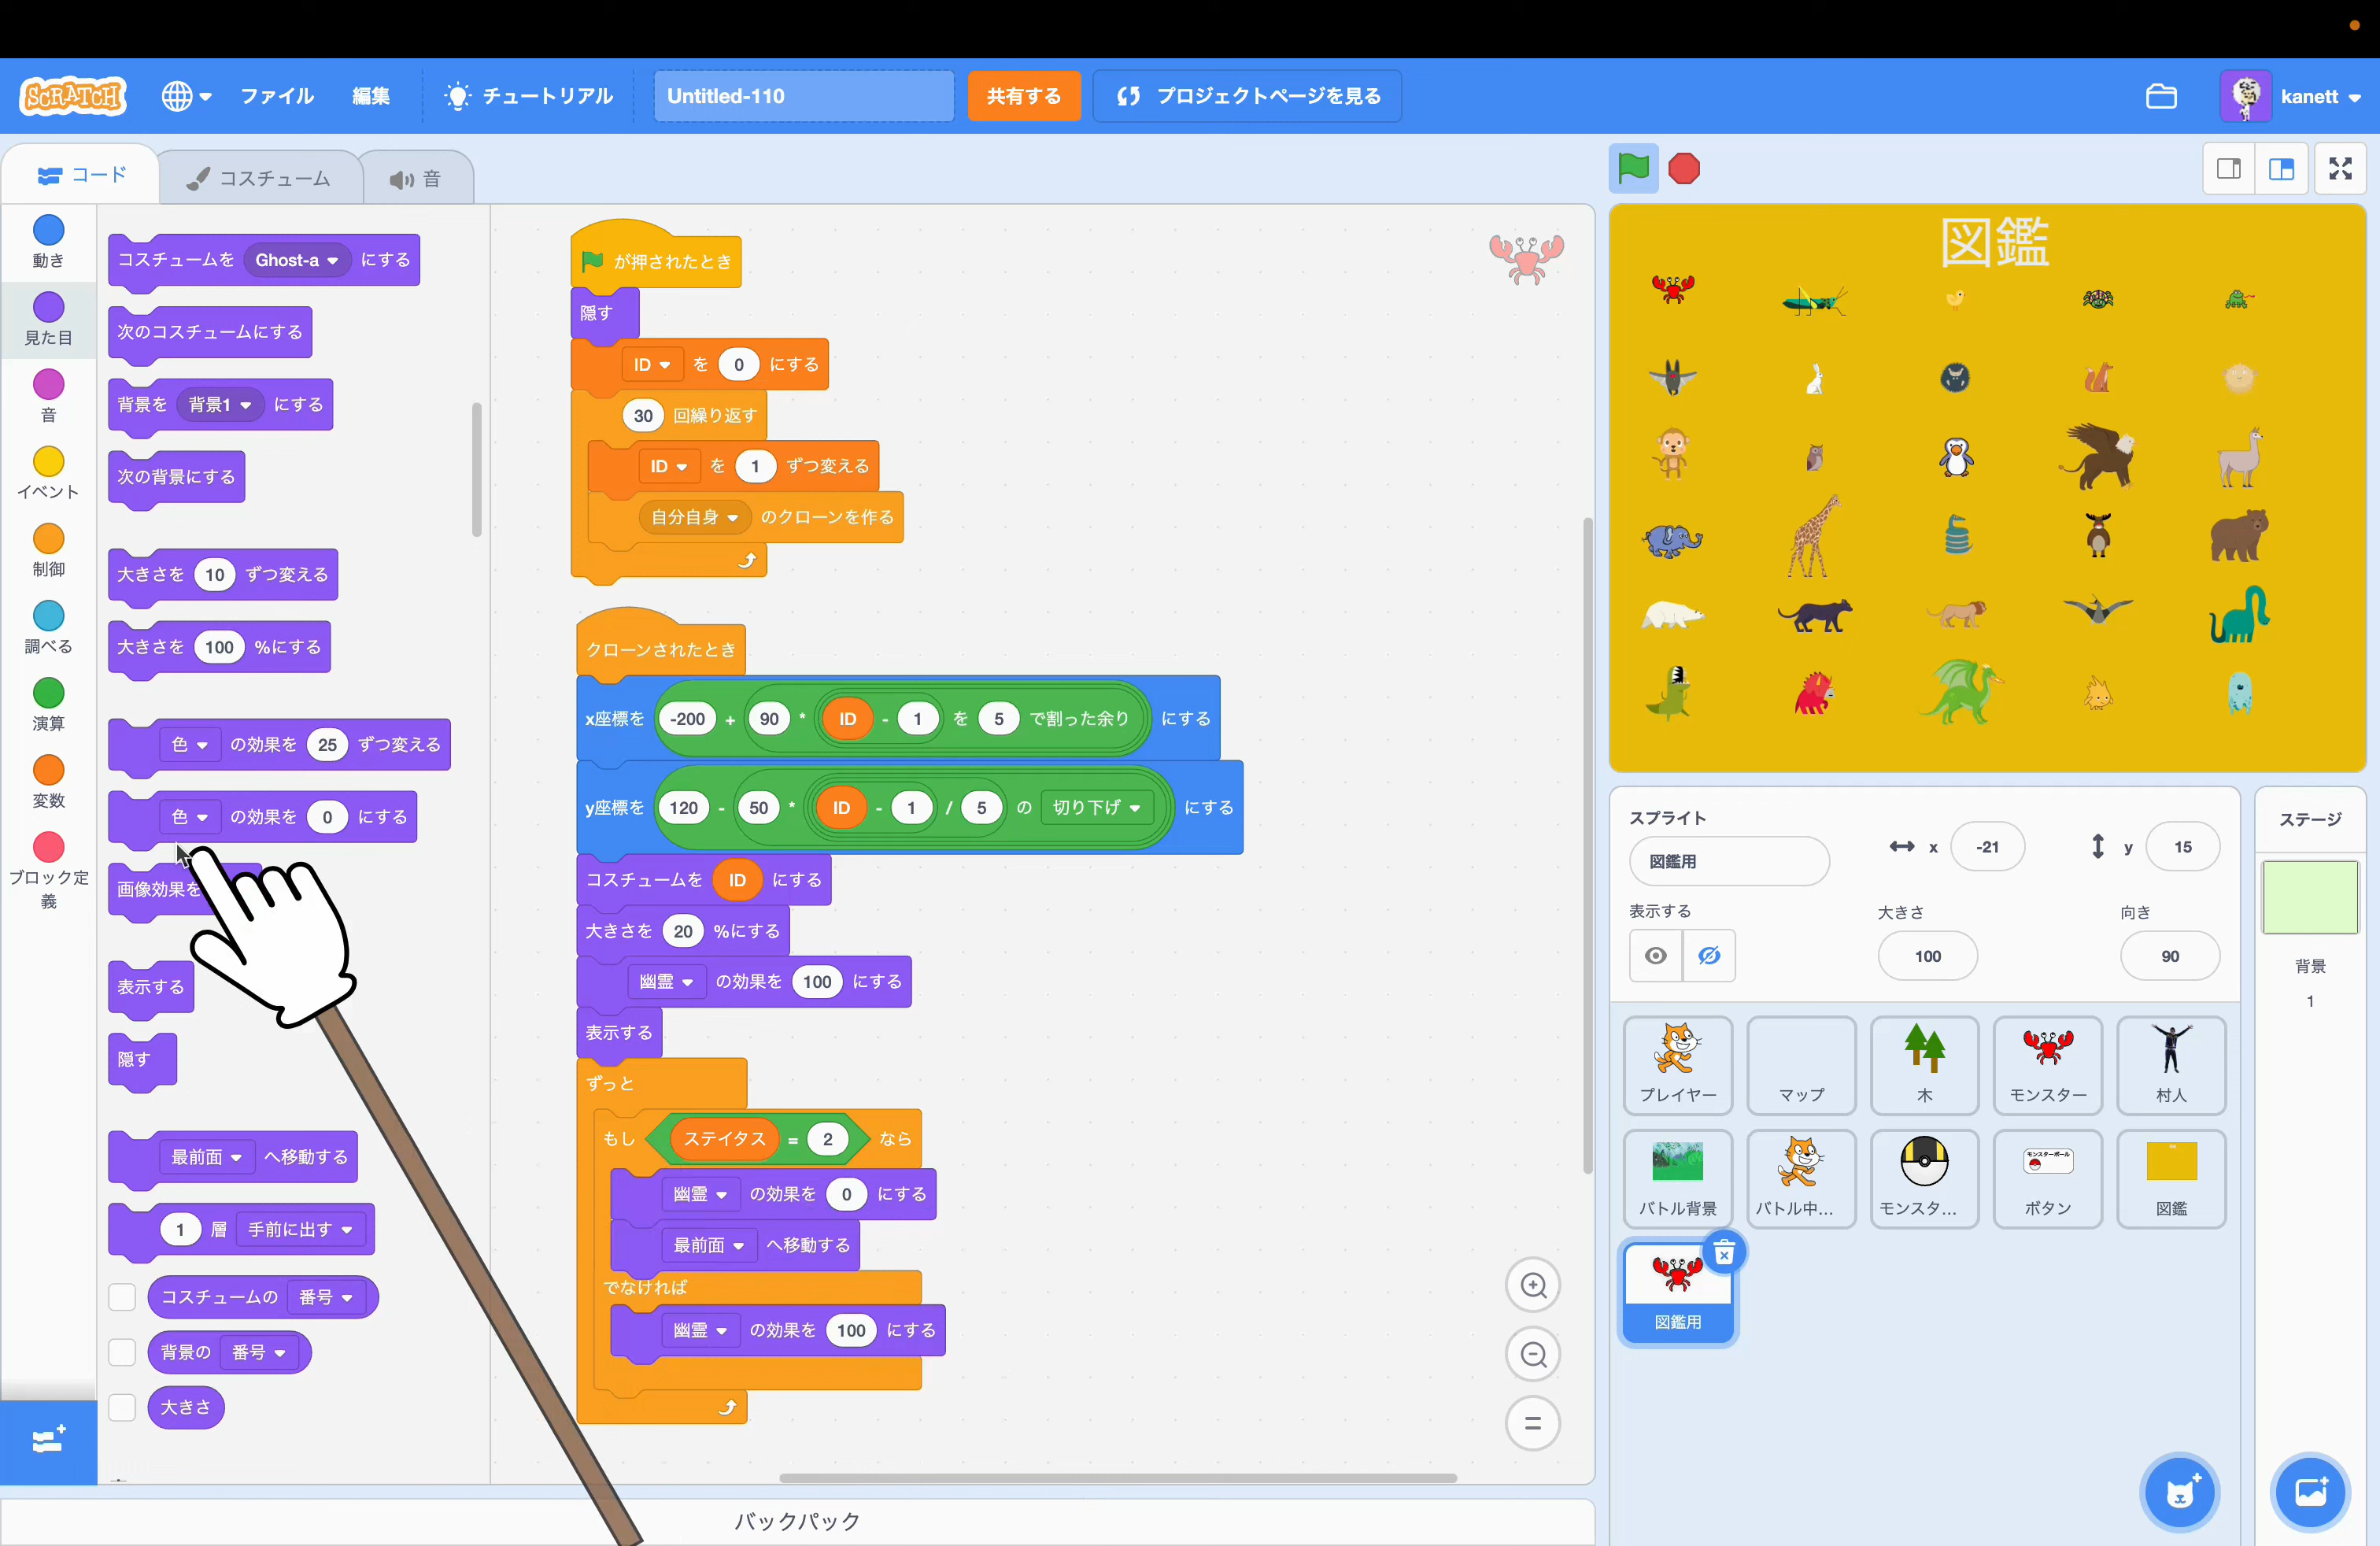 SCRATCH
ファイル
編集
チュートリアル
Untitled-110
共有する
プロジェクトページを見る
kanett
コード
コスチューム
音
動き
見た目
音
イベント
制御
調べる
演算
変数
ブロック定
義
コスチュームを Ghost-a にする
次のコスチュームにする
背景を 背景1 にする
次の背景にする
大きさを 10 ずつ変える
大きさを 100 %にする
色 の効果を 25 ずつ変える
色 の効果を 0 にする
画像効果を
表示する
隠す
最前面 へ移動する
1 層 手前に出す
コスチュームの 番号
背景の 番号
大きさ
が押されたとき
隠す
ID を 0 にする
30 回繰り返す
ID を 1 ずつ変える
自分自身 のクローンを作る
クローンされたとき
x座標を -200 + 90 * ID - 1 を 5 で割った余り にする
y座標を 120 - 50 * ID - 1 / 5 の 切り下げ にする
コスチュームを ID にする
大きさを 20 %にする
幽霊 の効果を 100 にする
表示する
ずっと
もし ステイタス = 2 なら
幽霊 の効果を 0 にする
最前面 へ移動する
でなければ
幽霊 の効果を 100 にする
バックパック
図鑑
スプライト
図鑑用
x -21
y 15
表示する
大きさ
100
向き
90
プレイヤー
マップ
木
モンスター
村人
バトル背景
バトル中...
モンスタ...
モンスターボール
ボタン
図鑑
図鑑用
ステージ
背景
1